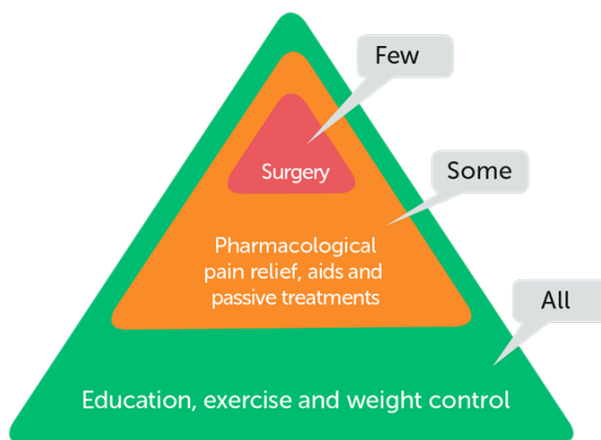 Few
Surgery
Some
Pharmacological
pain relief, aids and
passive treatments
All
Education, exercise and weight control